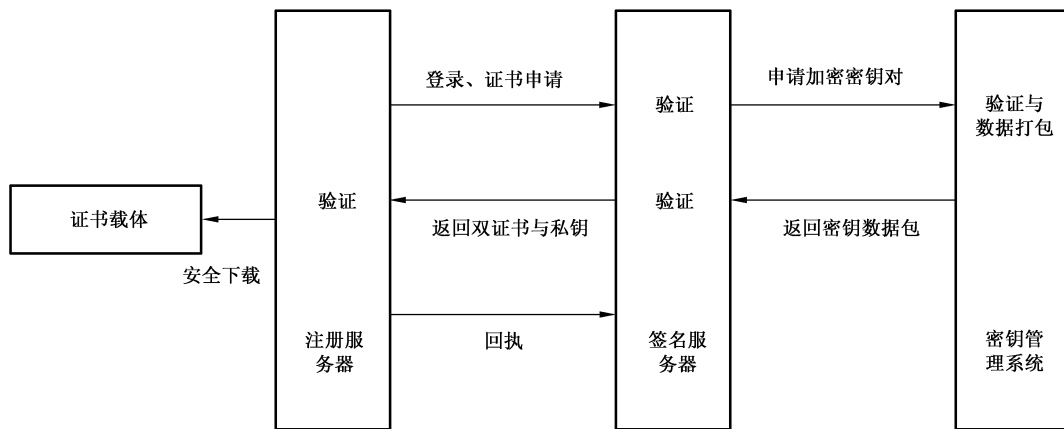 登录、证书申请
申请加密密钥对
验证
验证与
数据打包
证书载体
验证
验证
返回双证书与私钥
返回密钥数据包
安全下载
注册服
务器
回执
签名服
务器
密钥管
理系统